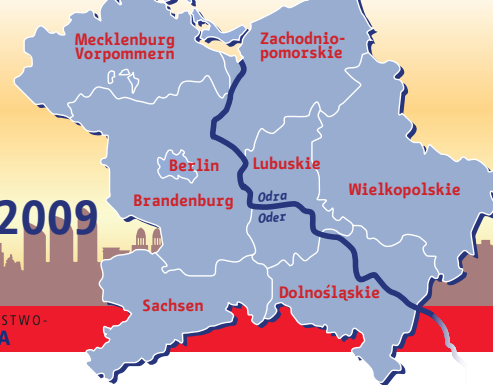 Mecklenburg
Vorpommern
Zachodnio-
pomorskie
Berlin
Lubuskie
Brandenburg
Odra
Oder
Wielkopolskie
2009
Sachsen
Dolnośląskie
STWO-
A